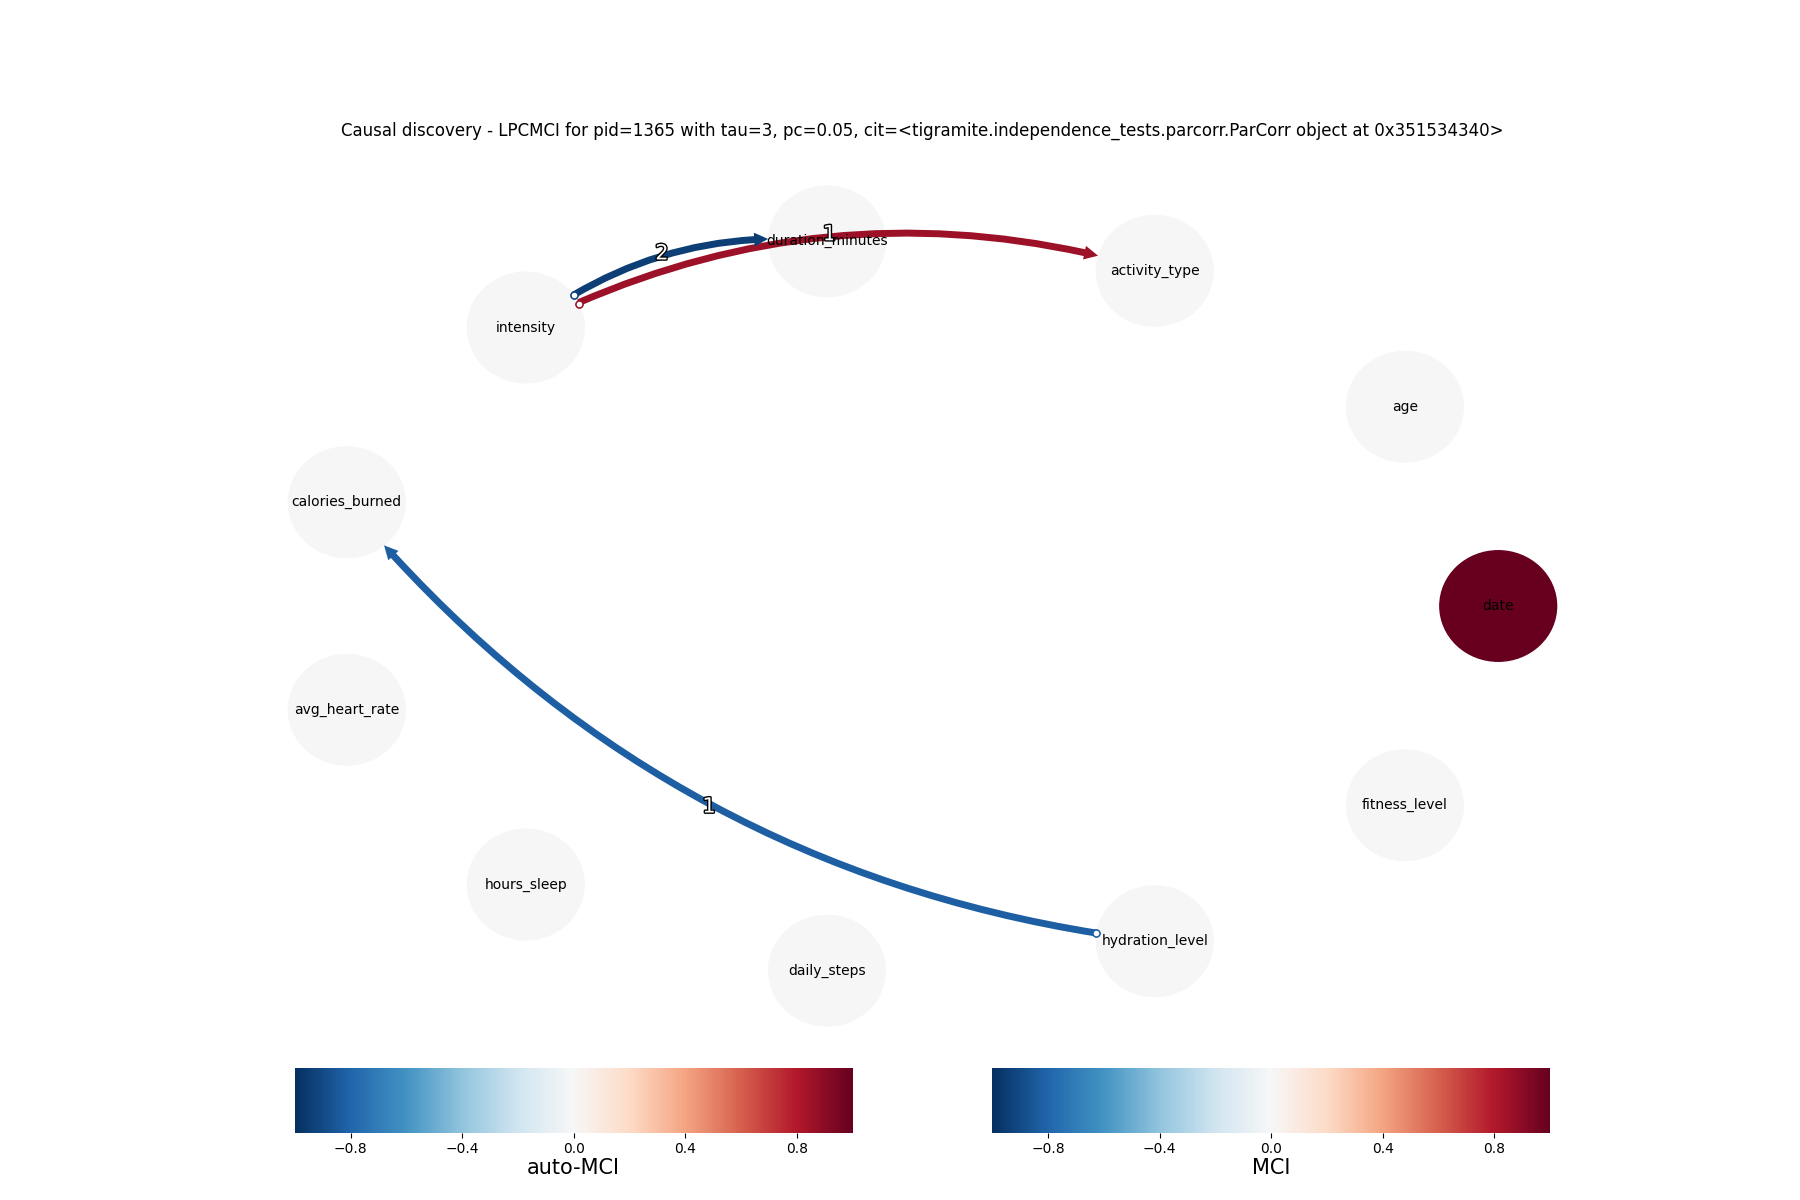 Causal discovery - LPCMCI for pid=1365 with tau=3, pc=0.05, cit=<tigramite.independence_tests.parcorr.ParCorr object at 0x351534340>
1
duration_minutes
2
activity_type
intensity
age
calories_burned
date
avg_heart_rate
1
fitness_level
hours_sleep
hydration_level
daily_steps
−0.8 −0.4 0.0 0.4 0.8
auto-MCI
−0.8 −0.4 0.0 0.4 0.8
MCI